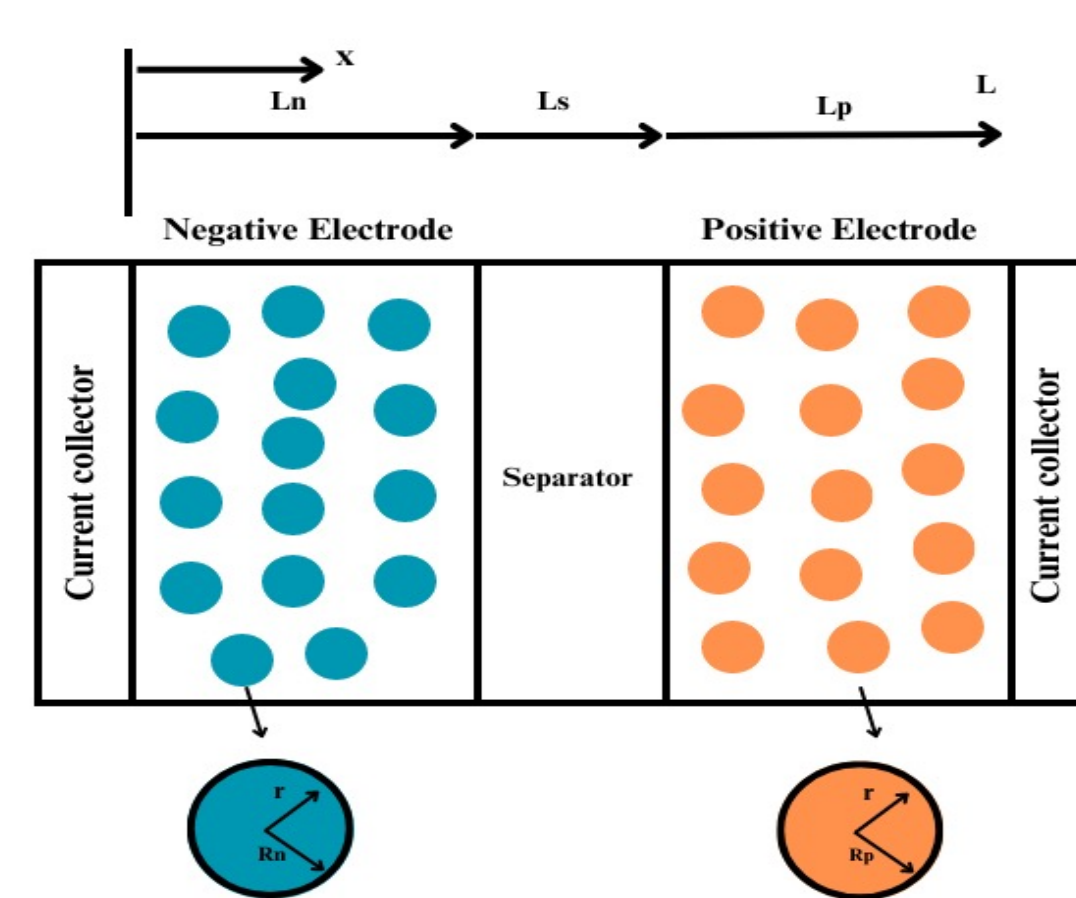 x
Ln
Ls
Lp
L
Negative Electrode
Positive Electrode
Current collector
Separator
Current collector
r
Rn
r
Rp